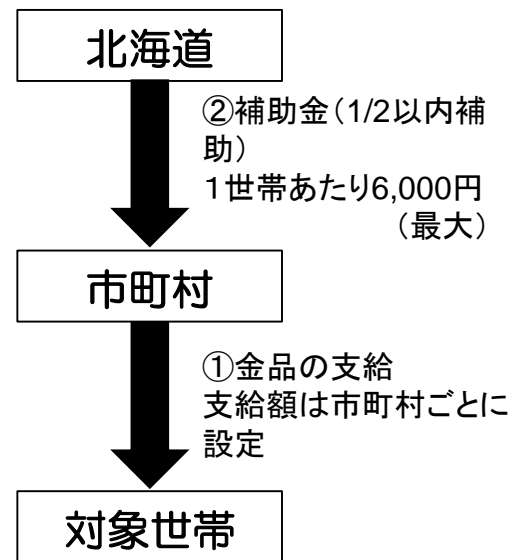 北海道
②補助金（1/2以内補
助）
１世帯あたり6,000円
（最大）
市町村
①金品の支給
支給額は市町村ごとに
設定
対象世帯